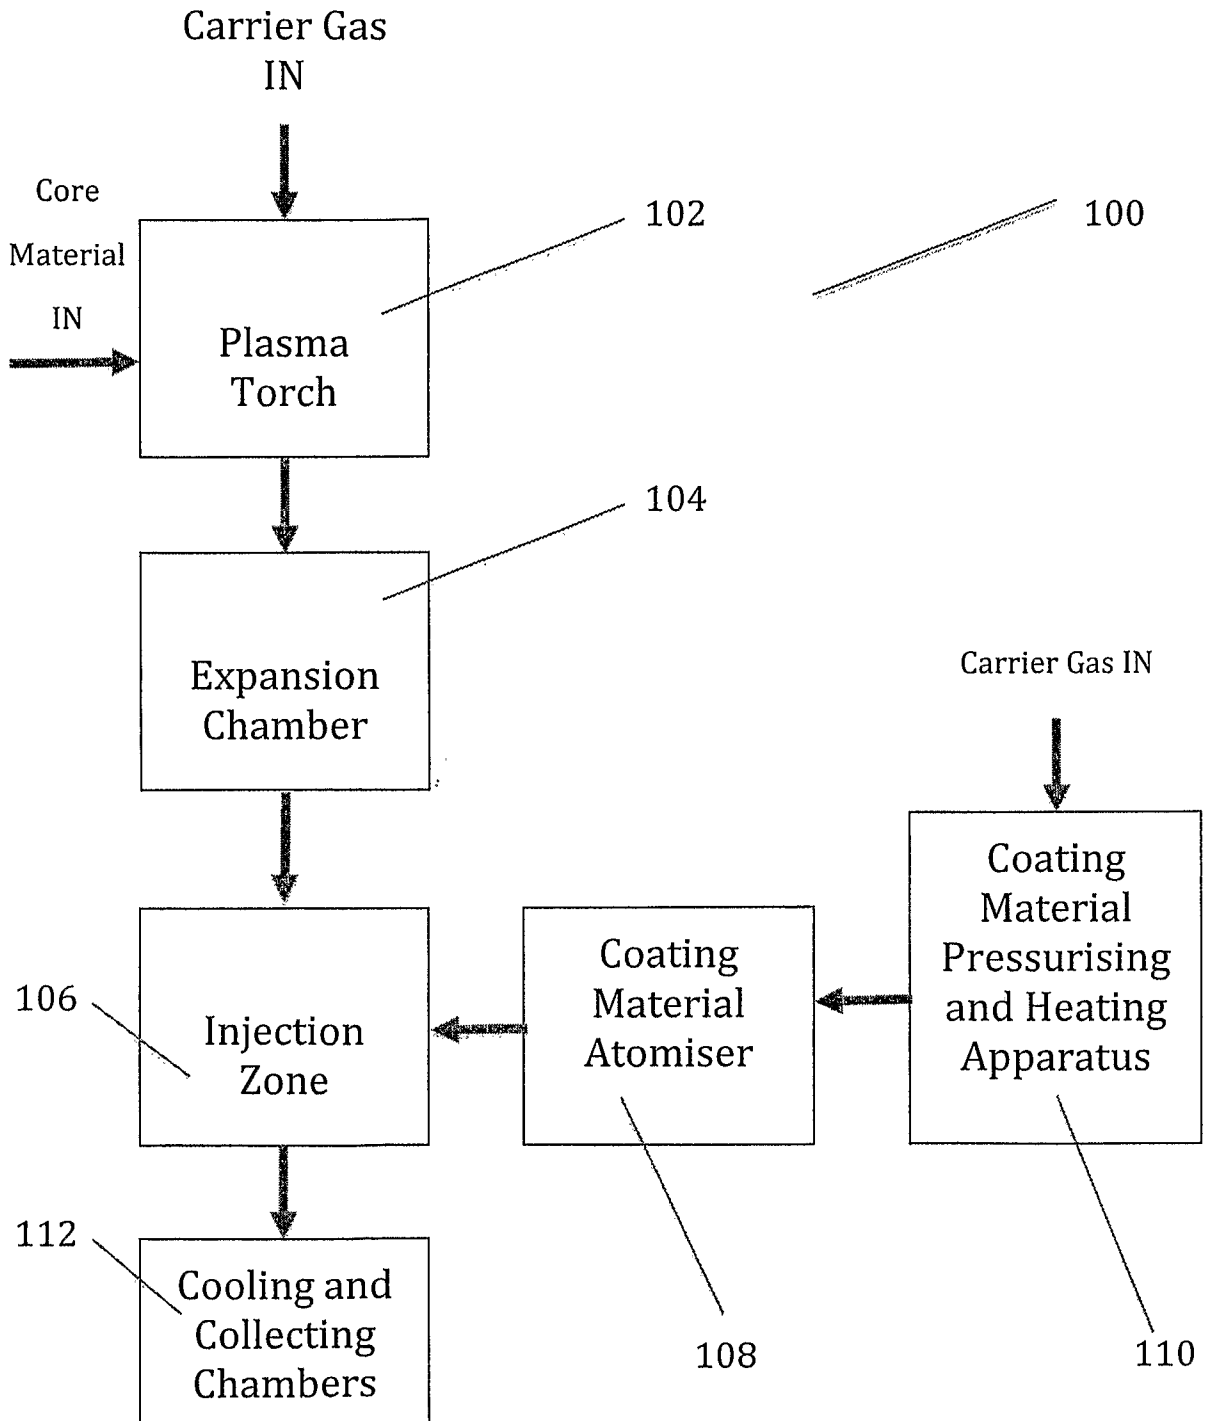 Carrier Gas
IN
Core
Material
IN
102
100
Plasma
Torch
104
Expansion
Chamber
Carrier Gas IN
Coating
Material
Pressurising
and Heating
Apparatus
Coating
Material
Atomiser
106
Injection
Zone
112
Cooling and
Collecting
Chambers
108
110